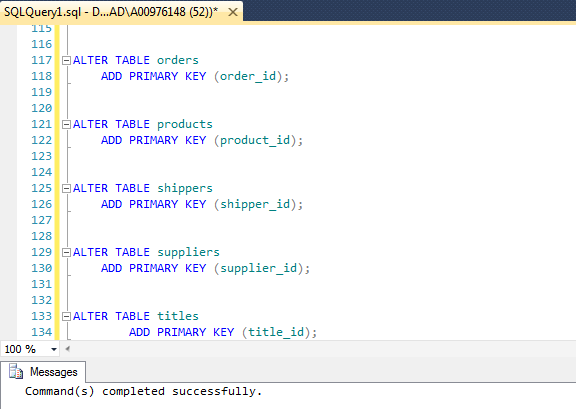 SQLQuery1.sql - D...AD\A00976148 (52))*
115
116
117 ALTER TABLE orders
118 ADD PRIMARY KEY (order_id);
119
120
121 ALTER TABLE products
122 ADD PRIMARY KEY (product_id);
123
124
125 ALTER TABLE shippers
126 ADD PRIMARY KEY (shipper_id);
127
128
129 ALTER TABLE suppliers
130 ADD PRIMARY KEY (supplier_id);
131
132
133 ALTER TABLE titles
134 ADD PRIMARY KEY (title_id);
100 %
Messages
Command(s) completed successfully.